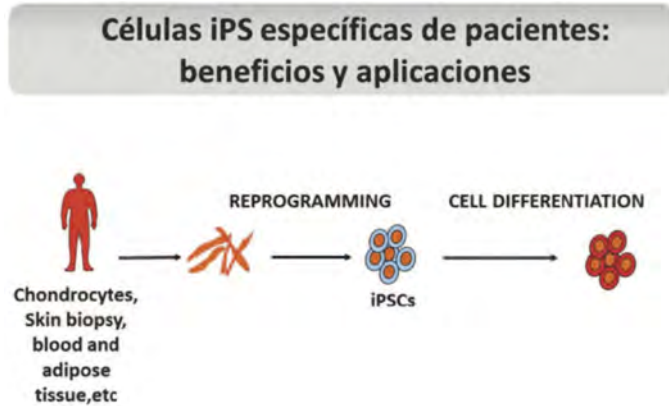 Células iPS específicas de pacientes:
beneficios y aplicaciones
REPROGRAMMING
CELL DIFFERENTIATION
iPSCs
Chondrocytes,
Skin biopsy,
blood and
adipose
tissue,etc